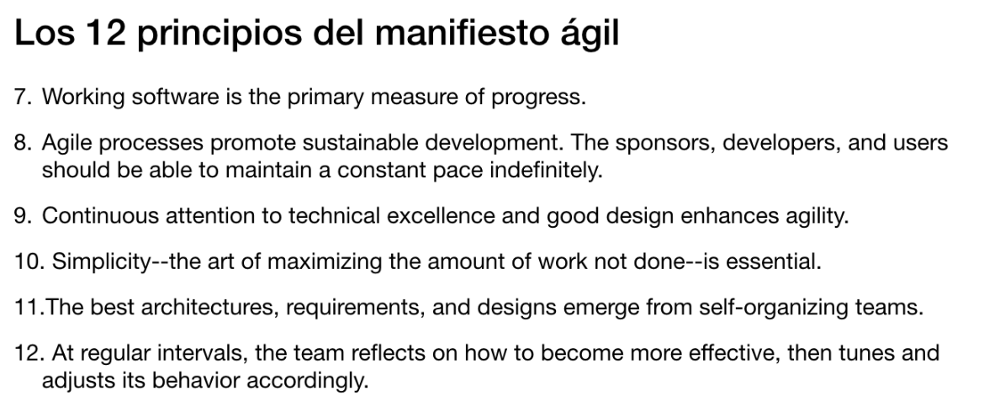 Los 12 principios del manifiesto ágil
7. Working software is the primary measure of progress.
8. Agile processes promote sustainable development. The sponsors, developers, and users
should be able to maintain a constant pace indefinitely.
9. Continuous attention to technical excellence and good design enhances agility.
10. Simplicity--the art of maximizing the amount of work not done--is essential.
11.The best architectures, requirements, and designs emerge from self-organizing teams.
12. At regular intervals, the team reflects on how to become more effective, then tunes and
adjusts its behavior accordingly.